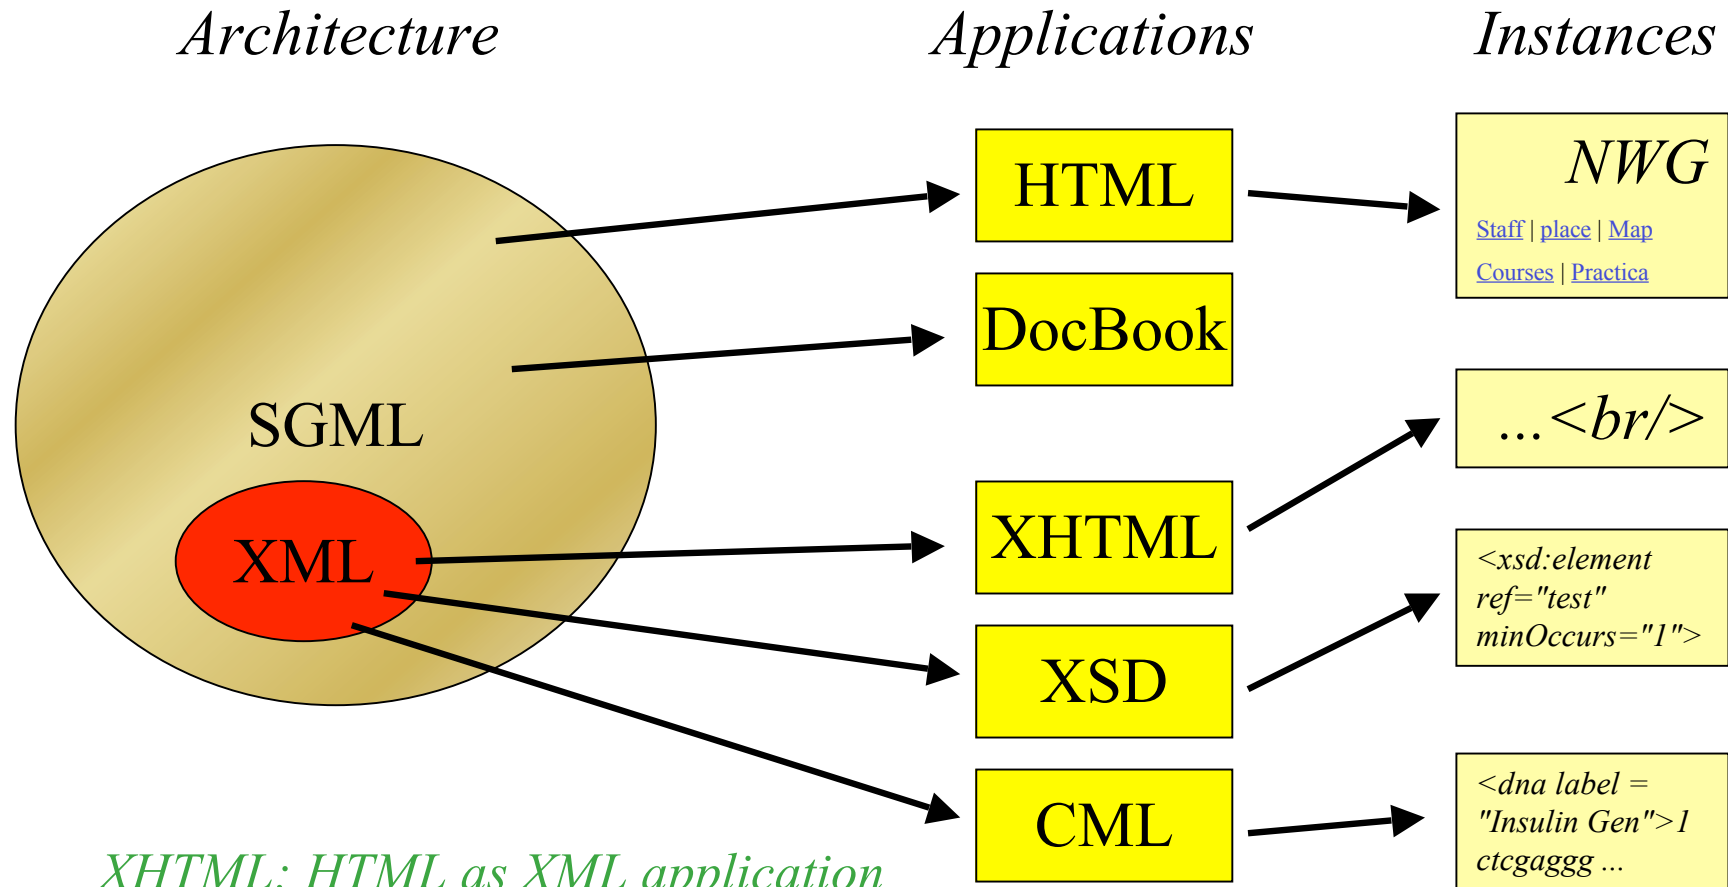 Architecture
Applications
Instances
SGML
XML
HTML
DocBook
XHTML
XSD
CML
NWG
Staff | place | Map
Courses | Practica
...<br/>
<xsd:element
ref="test"
minOccurs="1">
<dna label =
"Insulin Gen">1
ctcgaggg ...
XHTML: HTML as XML application